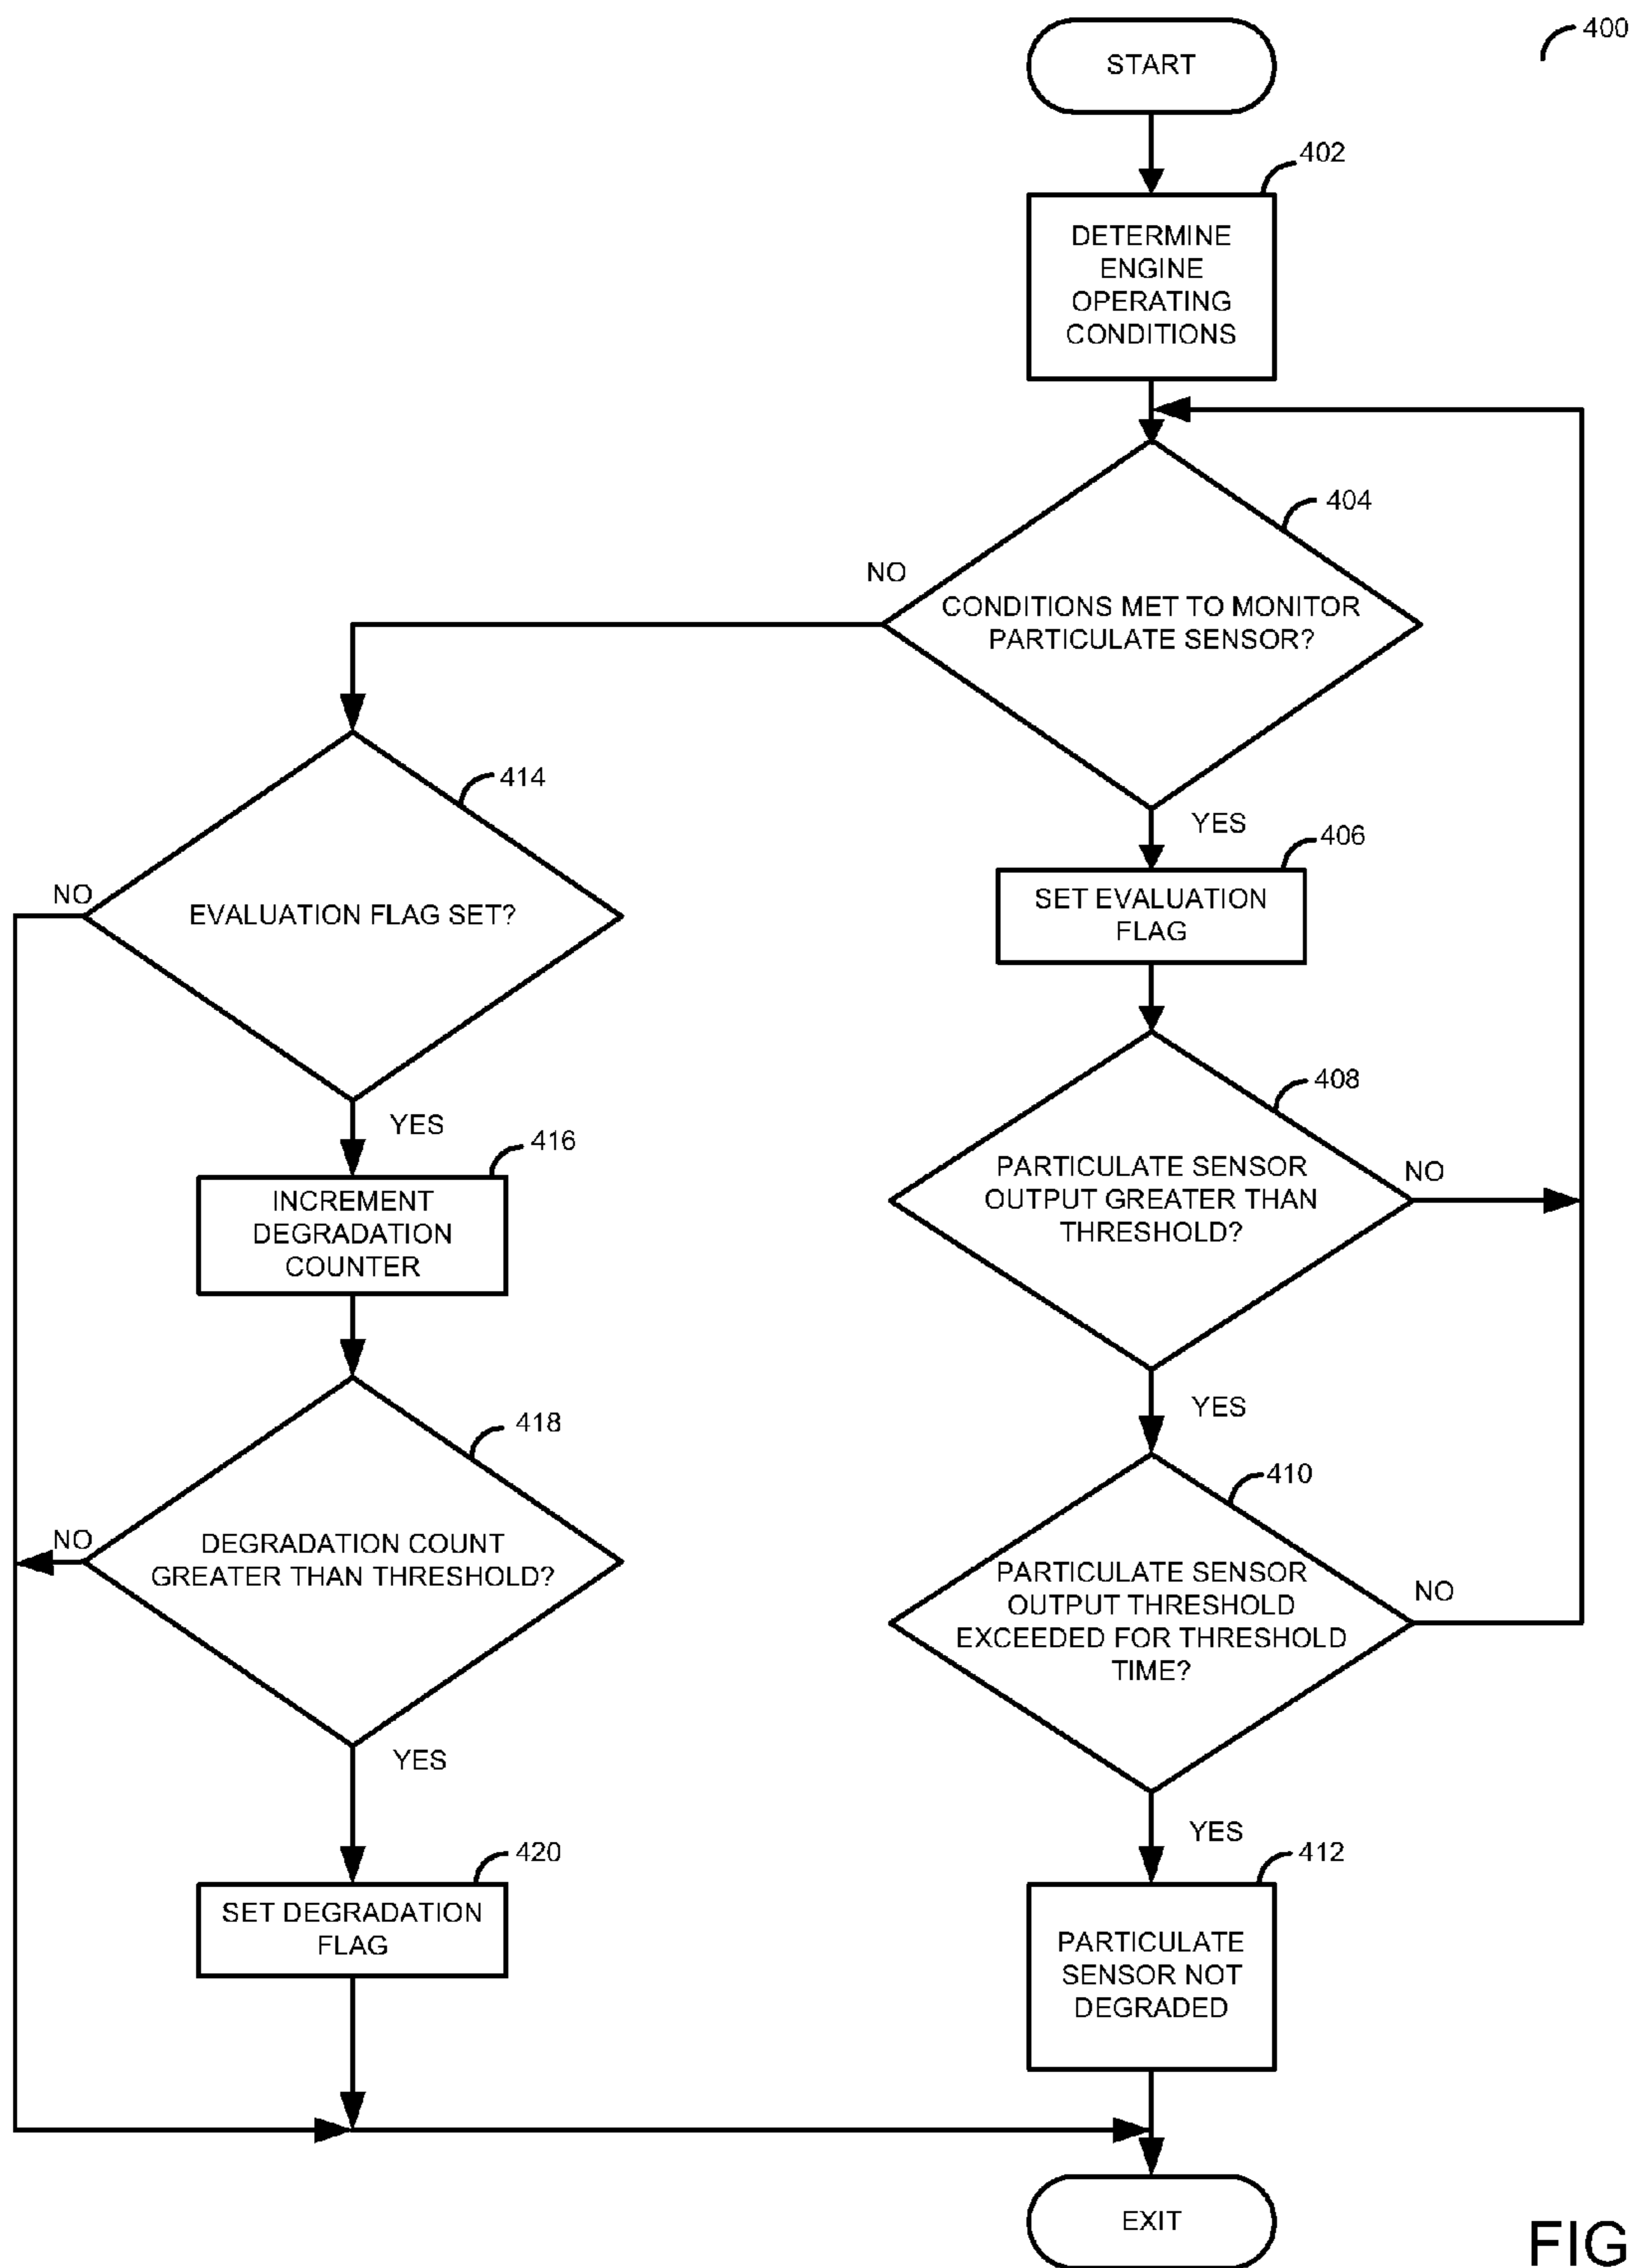 400
START
402
DETERMINE
ENGINE
OPERATING
CONDITIONS
404
NO
CONDITIONS MET TO MONITOR
PARTICULATE SENSOR?
YES
414
NO
EVALUATION FLAG SET?
YES
406
SET EVALUATION
FLAG
408
PARTICULATE SENSOR
OUTPUT GREATER THAN
THRESHOLD?
NO
YES
416
INCREMENT
DEGRADATION
COUNTER
418
NO
DEGRADATION COUNT
GREATER THAN THRESHOLD?
YES
410
PARTICULATE SENSOR
OUTPUT THRESHOLD
EXCEEDED FOR THRESHOLD
TIME?
NO
YES
420
SET DEGRADATION
FLAG
412
PARTICULATE
SENSOR NOT
DEGRADED
EXIT
FIG